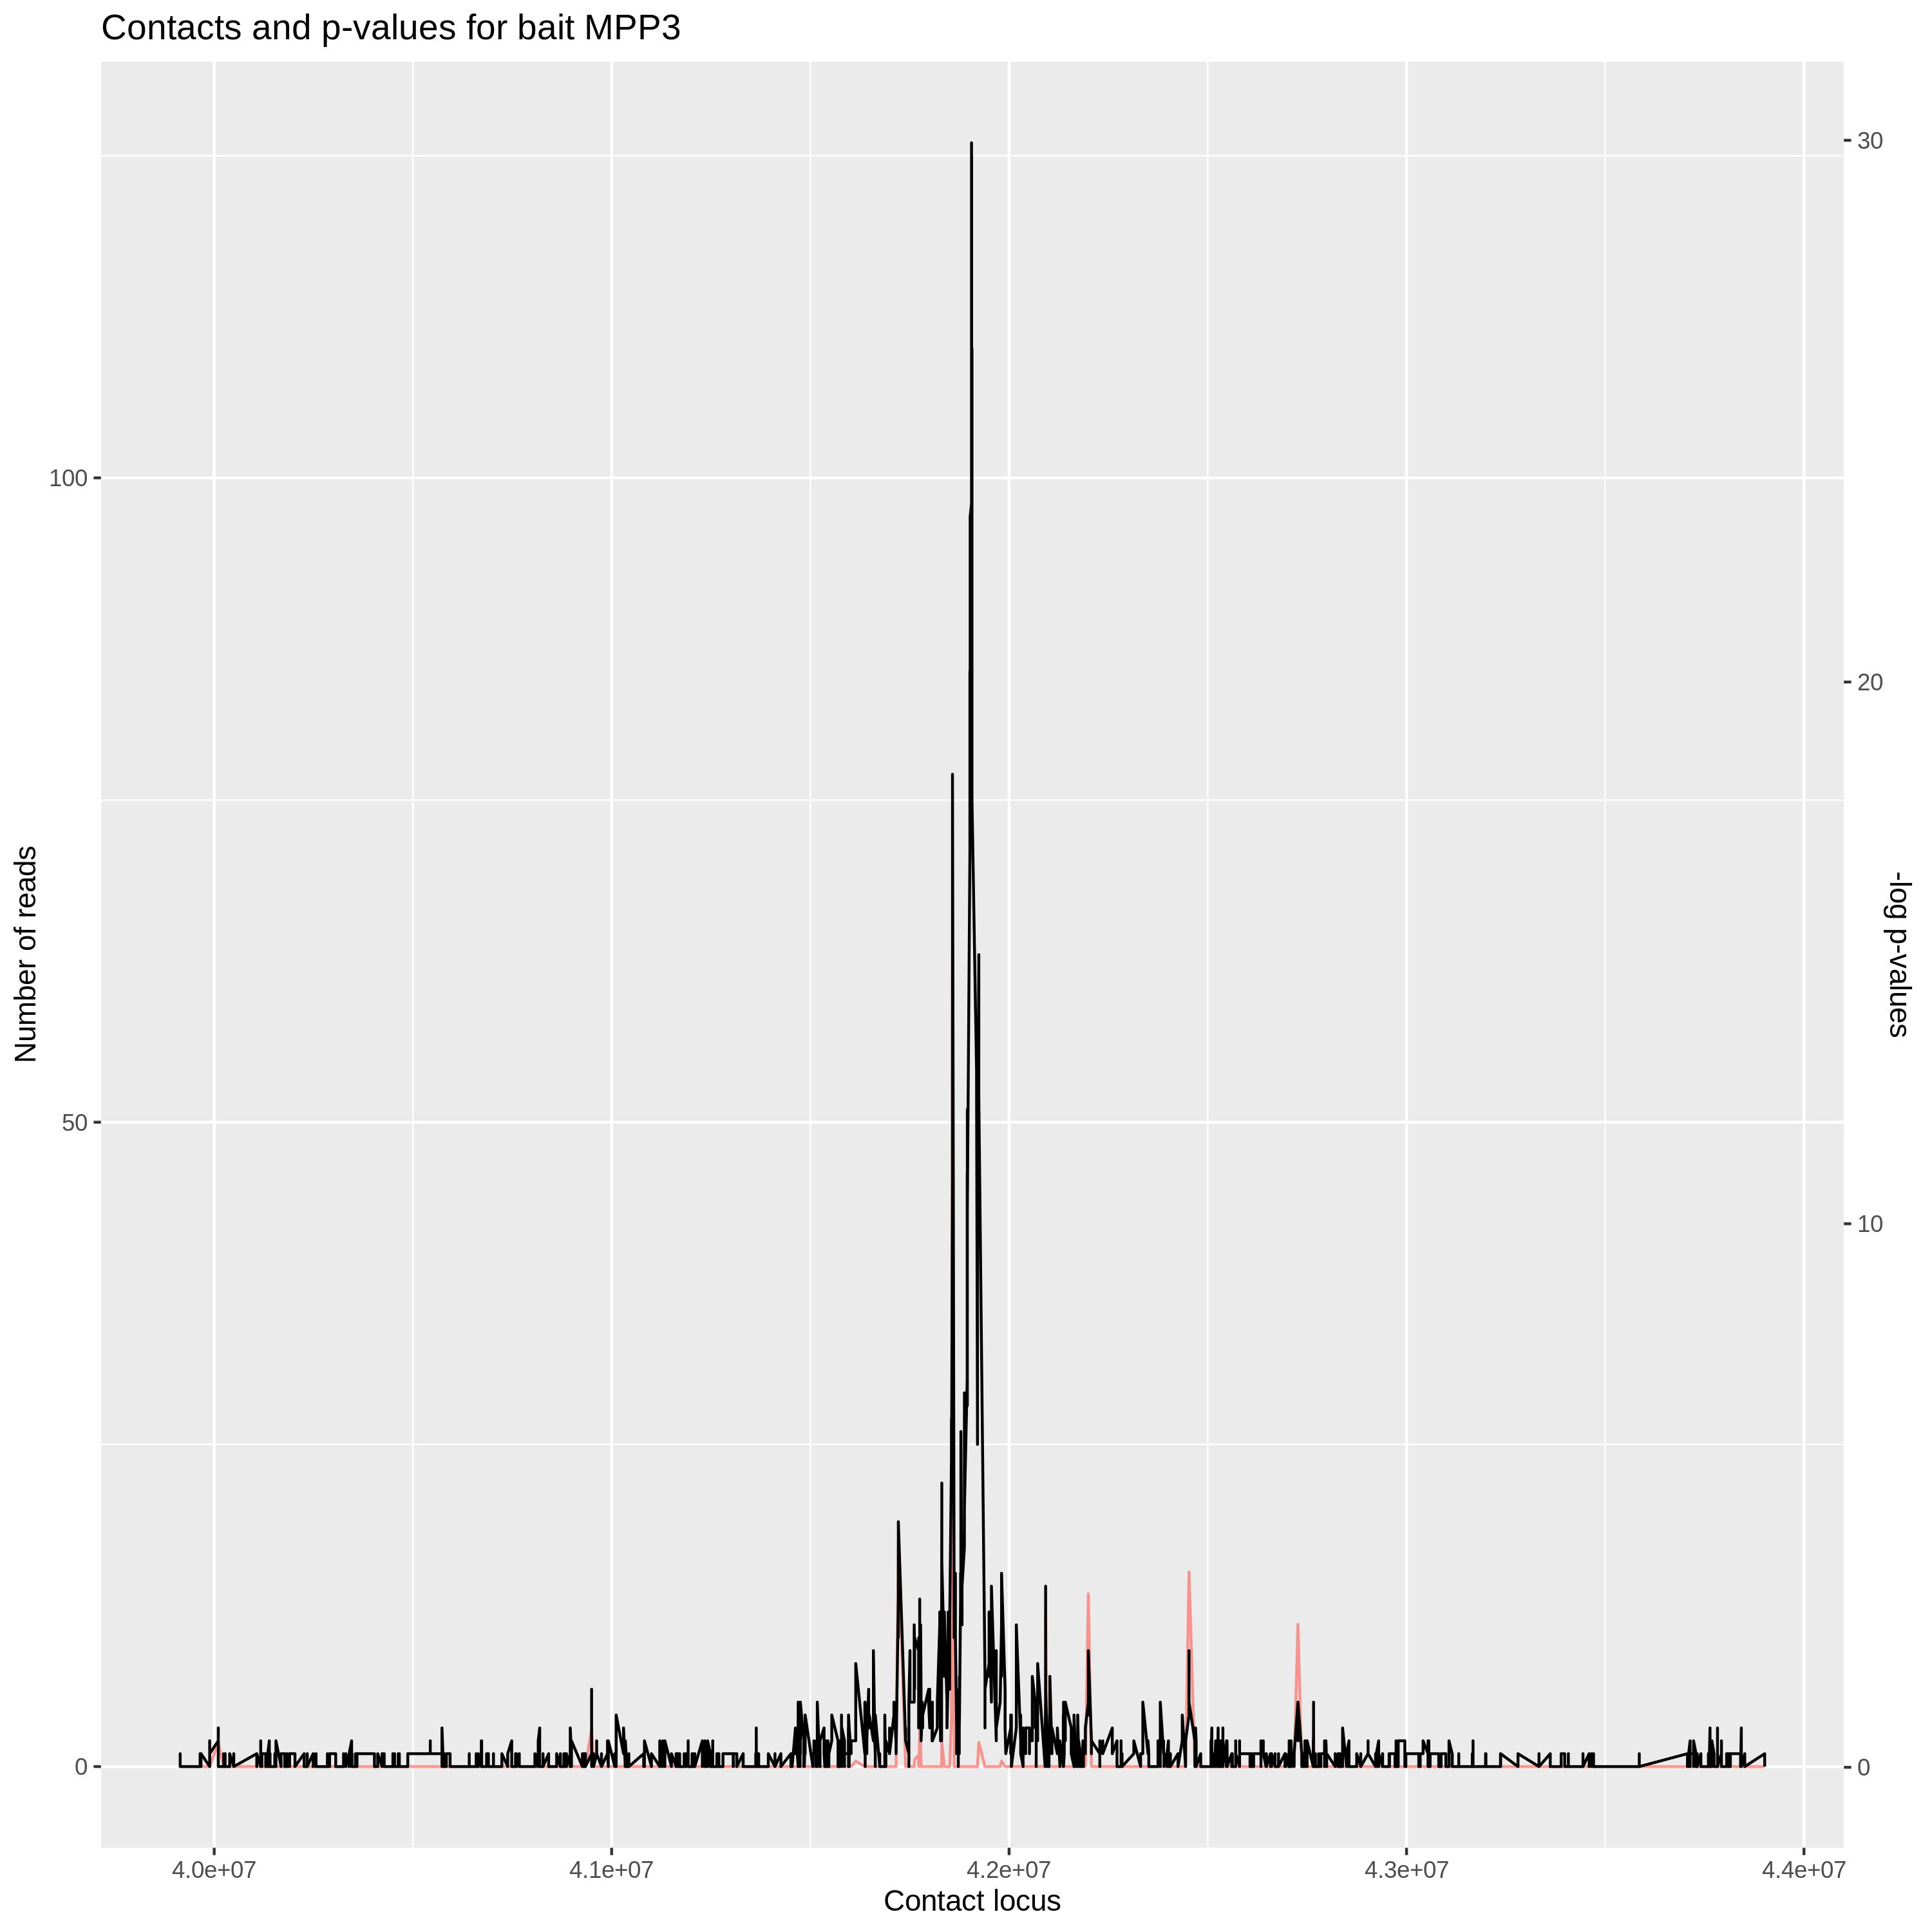 Contacts and p-values for bait MPP3
Number of reads
100
50
0
30
20
10
0
-log p-values
4.0e+07
4.1e+07
4.2e+07
4.3e+07
4.4e+07
Contact locus